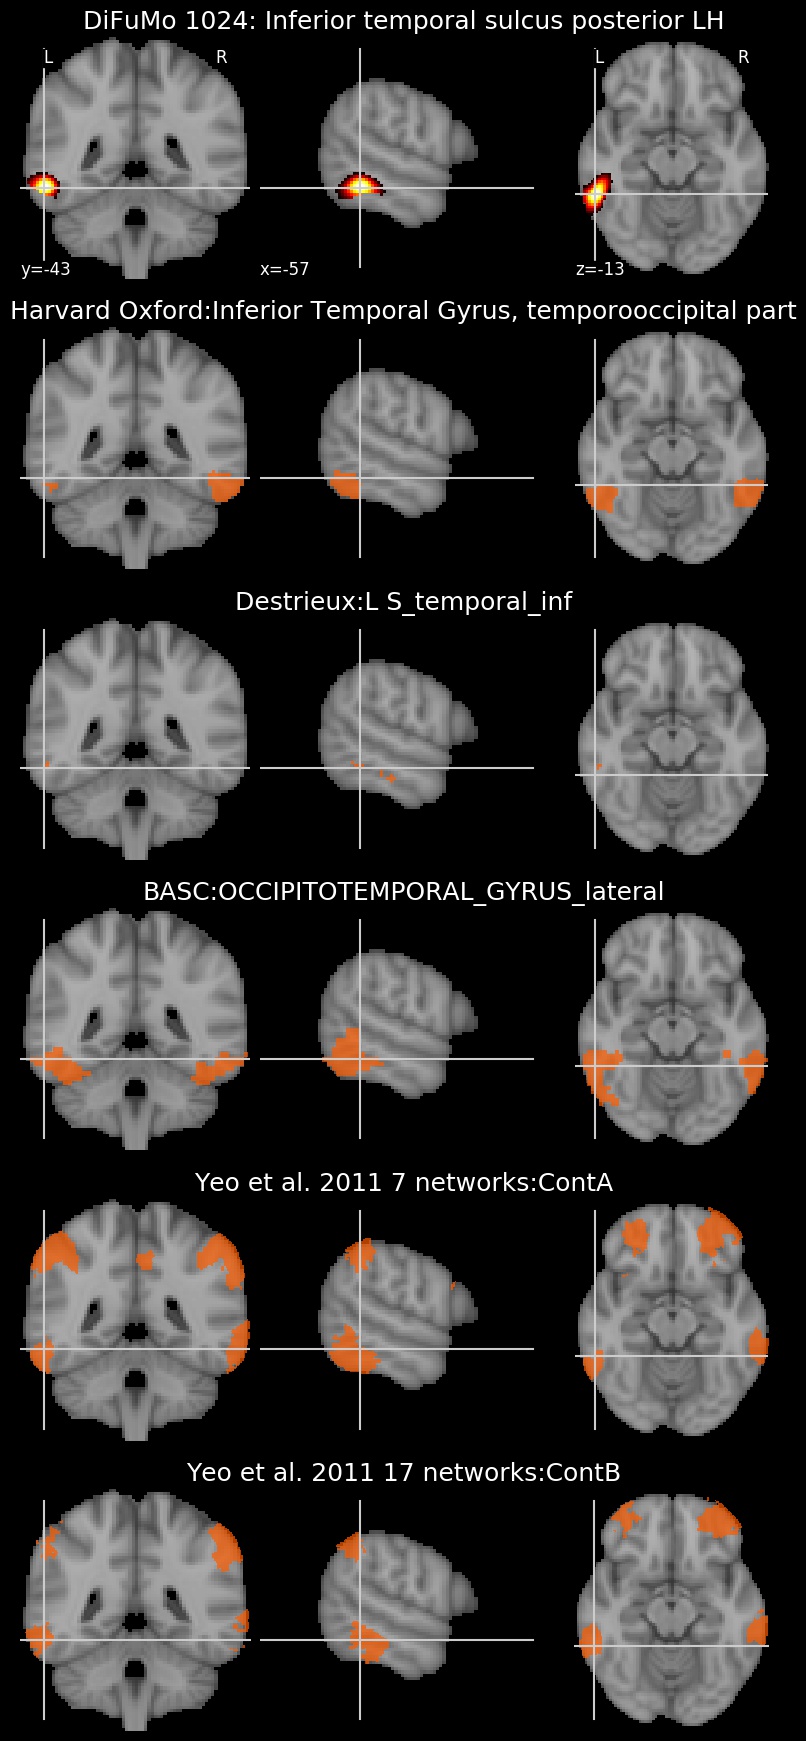 DiFuMo 1024: Inferior temporal sulcus posterior LH
L R L R
y=-43 x=-57 z=-13
Harvard Oxford:Inferior Temporal Gyrus, temporooccipital part
Destrieux:L S_temporal_inf
BASC:OCCIPITOTEMPORAL_GYRUS_lateral
Yeo et al. 2011 7 networks:ContA
Yeo et al. 2011 17 networks:ContB